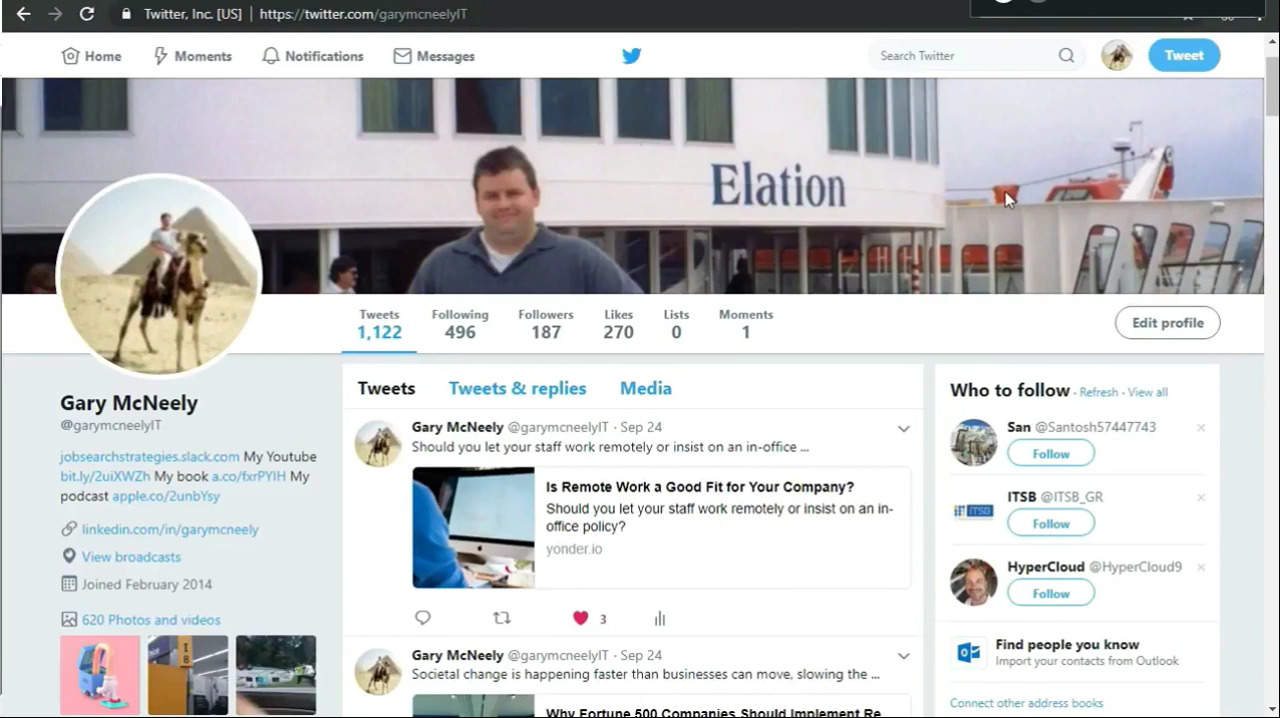 Twitter, Inc. [US] | https://twitter.com/garymcneelyIT
Home Moments Notifications Messages Search Twitter Tweet
Elation
Tweets Following Followers Likes Lists Moments
1,122 496 187 270 0 1
Edit profile
Gary McNeely
@garymcneelyIT
jobsearchstrategies.slack.com My Youtube
bit.ly/2uiXWZh My book a.co/fxrPYIH My
podcast apple.co/2unbYsy
linkedin.com/in/garymcneely
View broadcasts
Joined February 2014
620 Photos and videos
Tweets Tweets & replies Media
Gary McNeely @garymcneelyIT · Sep 24
Should you let your staff work remotely or insist on an in-office ...
Is Remote Work a Good Fit for Your Company?
Should you let your staff work remotely or insist on an in-
office policy?
yonder.io
3
Gary McNeely @garymcneelyIT · Sep 24
Societal change is happening faster than businesses can move, slowing the ...
Why Fortune 500 Companies Should Implement Re
Who to follow · Refresh · View all
San @Santosh57447743
Follow
ITSB @ITSB_GR
ITSB
Follow
HyperCloud @HyperCloud9
Follow
Find people you know
Import your contacts from Outlook
Connect other address books